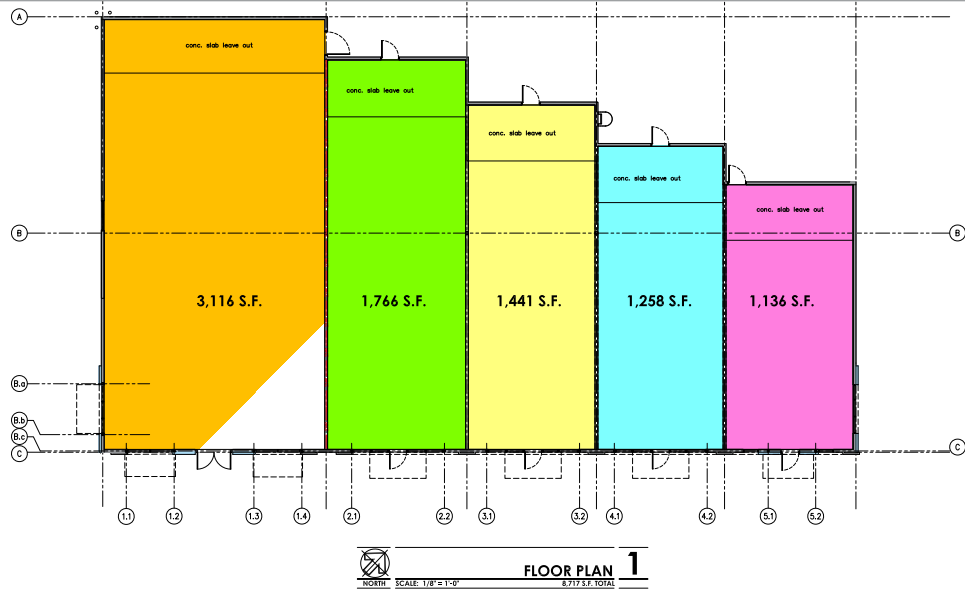 A
conc. slab leave out
conc. slab leave out
conc. slab leave out
conc. slab leave out
conc. slab leave out
B
B
3,116 S.F.
1,766 S.F.
1,441 S.F.
1,258 S.F.
1,136 S.F.
B.a
B.b
B.c
C
C
1.1
1.2
1.3
1.4
2.1
2.2
3.1
3.2
4.1
4.2
5.1
5.2
FLOOR PLAN
1
NORTH
SCALE: 1/8" = 1'-0"
8,717 S.F. TOTAL